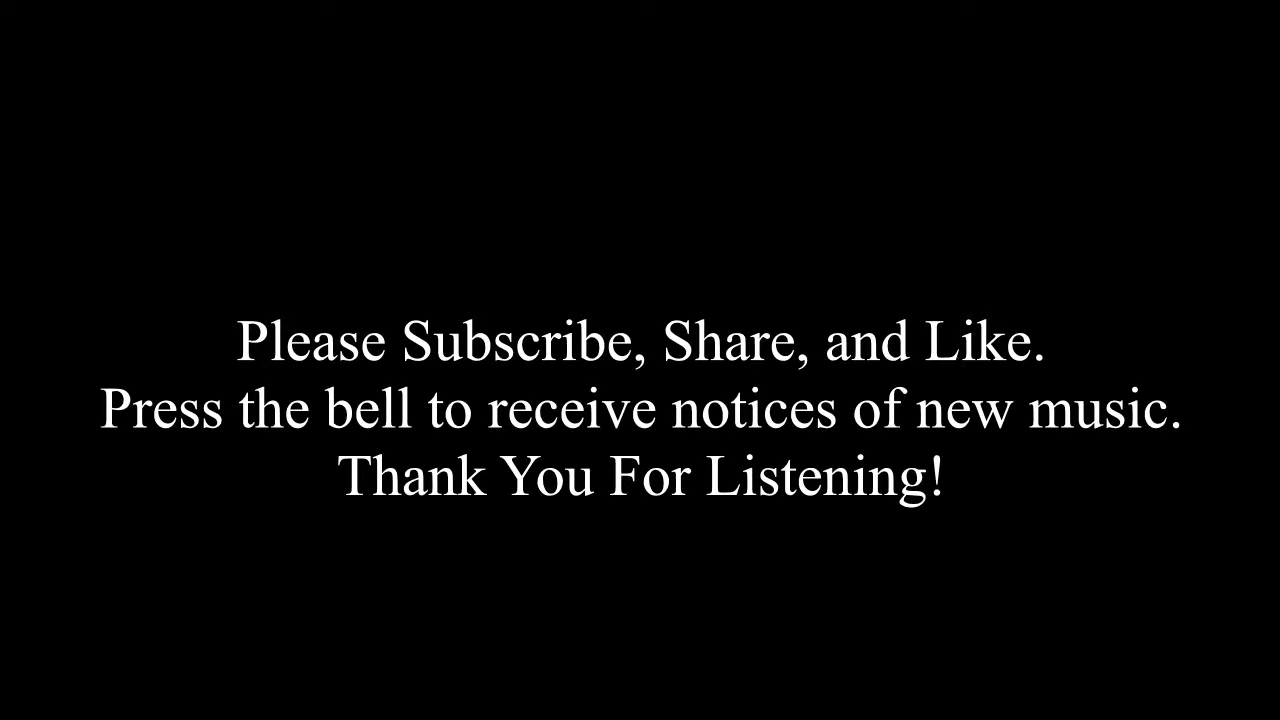 Please Subscribe, Share, and Like.
Press the bell to receive notices of new music.
Thank You For Listening!